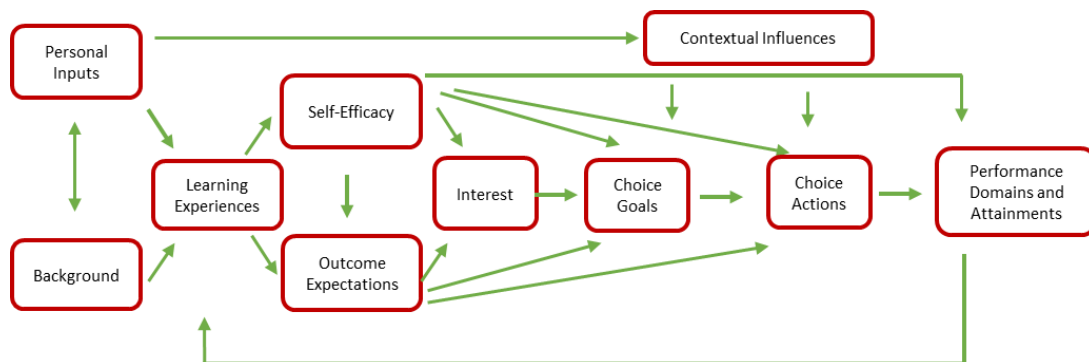 Personal
Inputs
Contextual Influences
Self-Efficacy
Learning
Experiences
Interest
Choice
Goals
Choice
Actions
Performance
Domains and
Attainments
Background
Outcome
Expectations